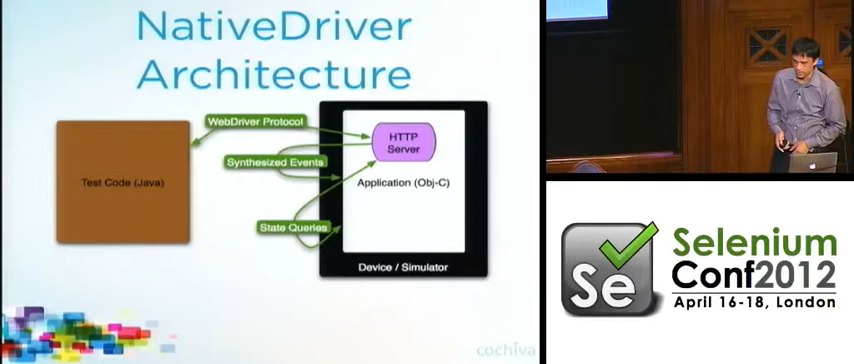 NativeDriver
Architecture
WebDriver Protocol
HTTP
Server
Synthesized Events
Test Code (Java)
Application (Obj-C)
State Queries
Device / Simulator
cochiva
Se
Selenium
Conf2012
April 16-18, London